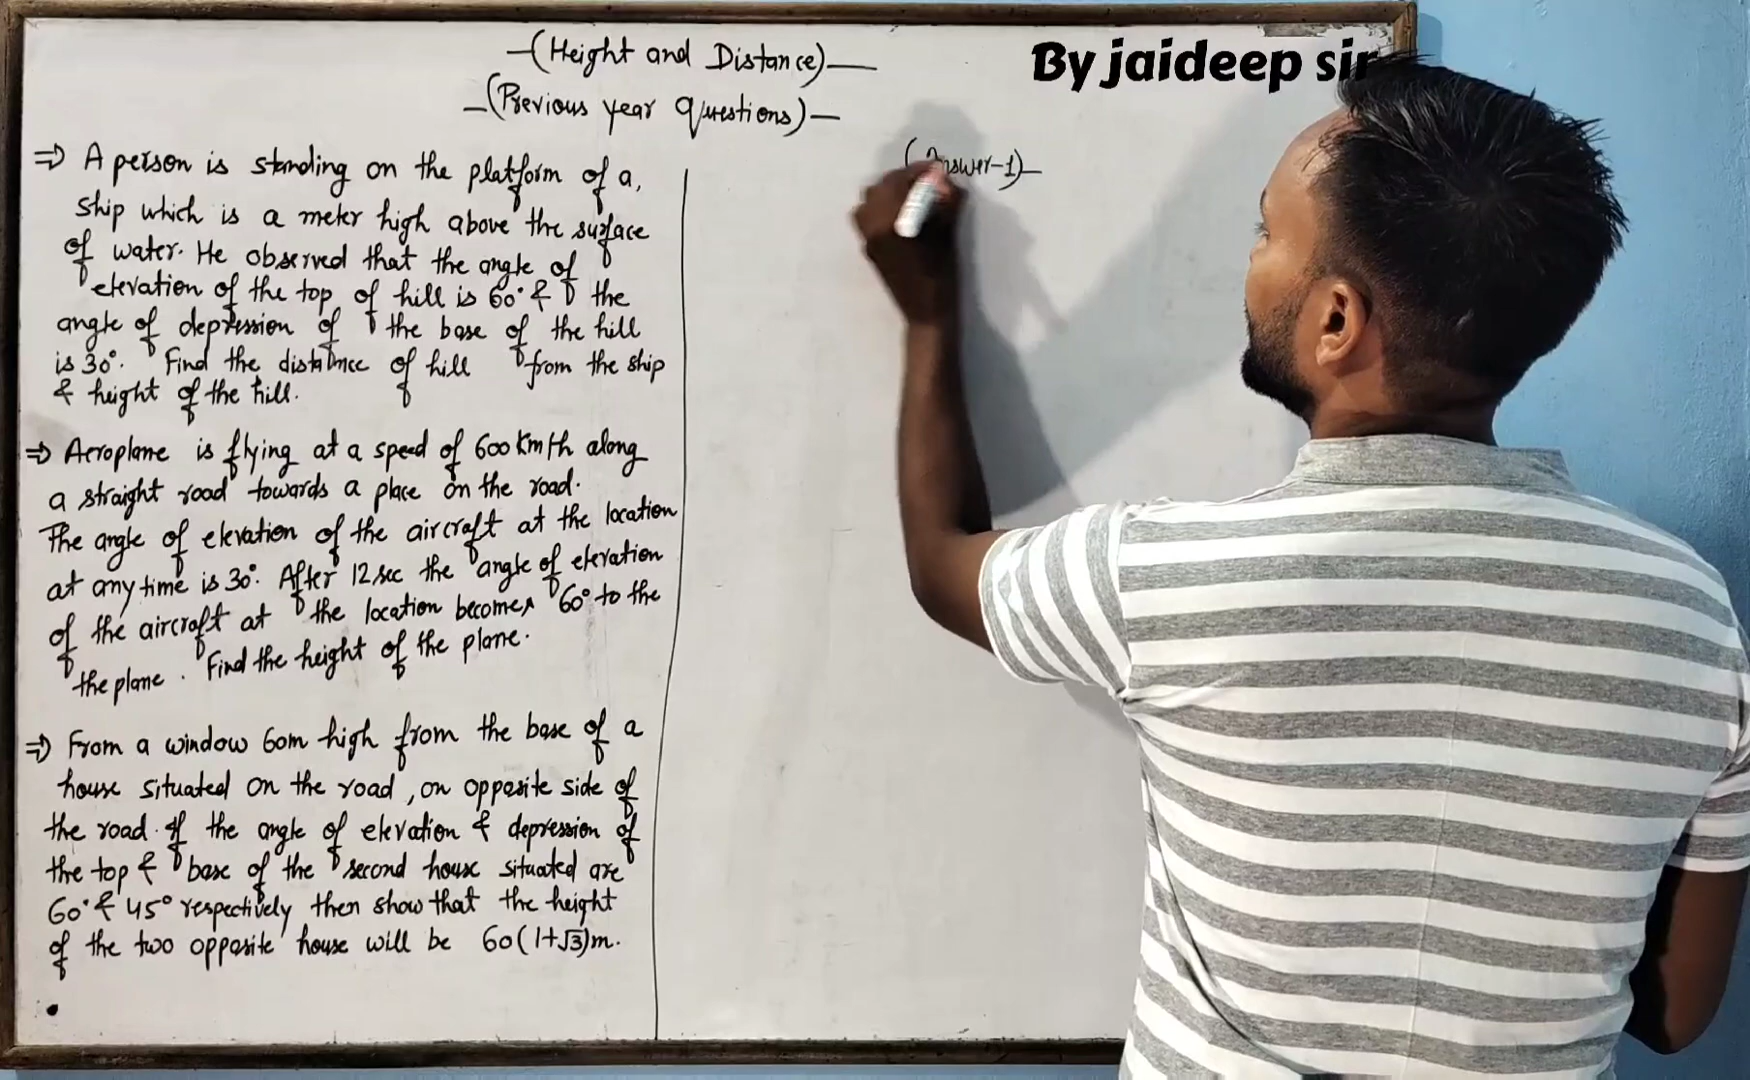 (Height and Distance)
By jaideep sir
(Previous year questions)
⇒ A person is standing on the platform of a,
ship which is a meter high above the surface
of water. He observed that the angle of
elevation of the top of hill is 60° & the
angle of depression of the base of the hill
is 30°. Find the distance of hill from the ship
& height of the hill.
⇒ Aeroplane is flying at a speed of 600 km/h along
a straight road towards a place on the road.
The angle of elevation of the aircraft at the location
at any time is 30°. After 12 sec the angle of elevation
of the aircraft at the location becomes 60° to the
the plane. Find the height of the plane.
⇒ From a window 60m high from the base of a
house situated on the road, on opposite side of
the road. If the angle of elevation & depression of
the top & base of the second house situated are
60° & 45° respectively then show that the height
of the two opposite house will be 60(1+√3)m.
(Answer-1)